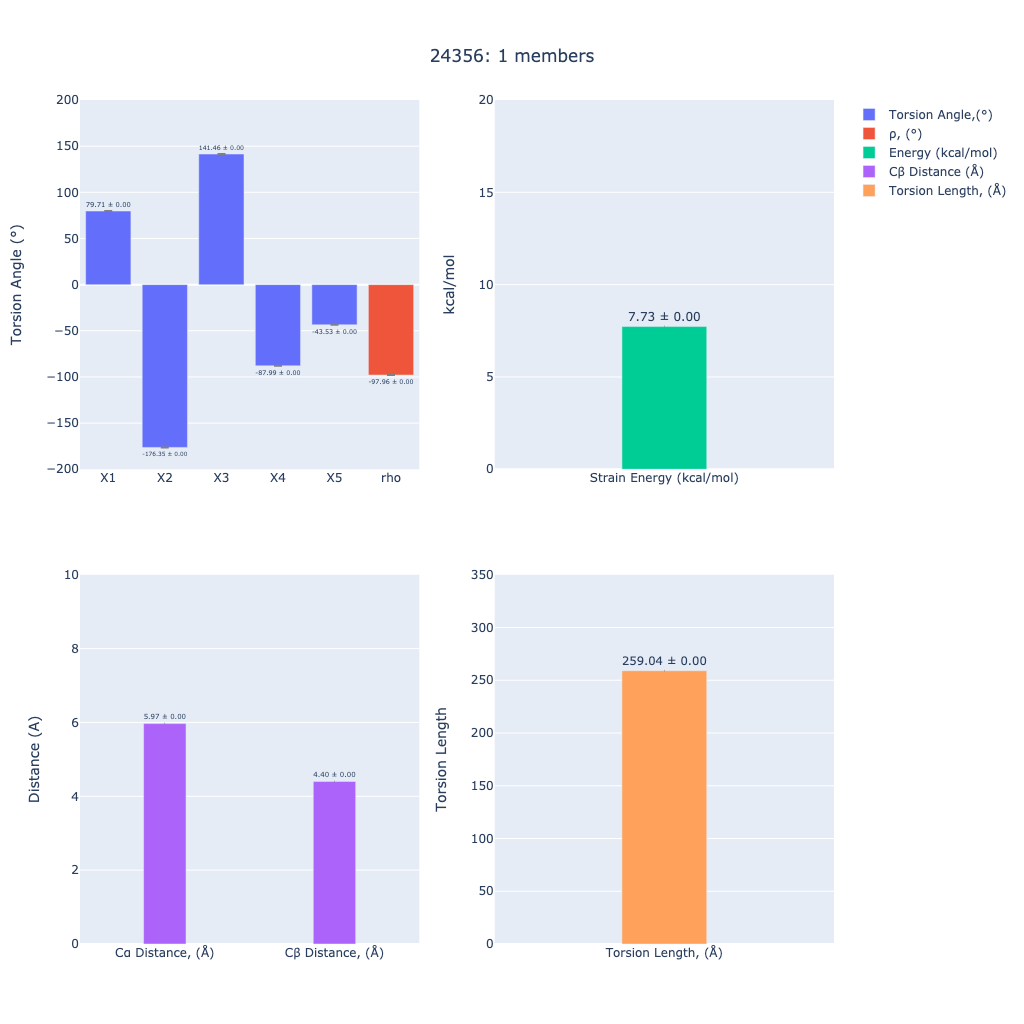 24356: 1 members
Torsion Angle (°)
200
150
100
50
0
−50
−100
−150
−200
79.71 ± 0.00
-176.35 ± 0.00
141.46 ± 0.00
-87.99 ± 0.00
-43.53 ± 0.00
-97.96 ± 0.00
X1
X2
X3
X4
X5
rho
kcal/mol
20
15
10
5
0
7.73 ± 0.00
Strain Energy (kcal/mol)
Torsion Angle,(°)
ρ, (°)
Energy (kcal/mol)
Cβ Distance (Å)
Torsion Length, (Å)
Distance (A)
10
8
6
4
2
0
5.97 ± 0.00
4.40 ± 0.00
Cα Distance, (Å)
Cβ Distance, (Å)
Torsion Length
350
300
250
200
150
100
50
0
259.04 ± 0.00
Torsion Length, (Å)